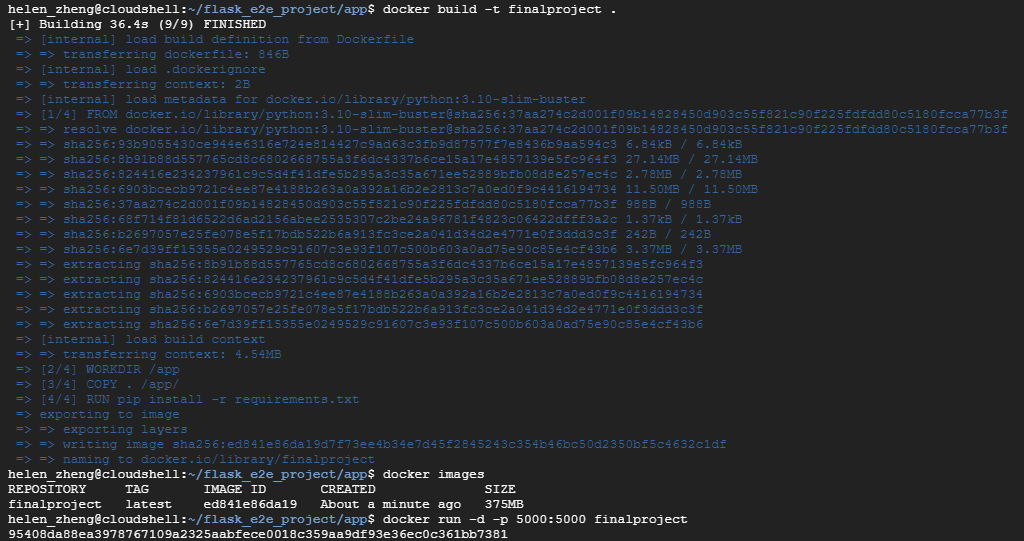 helen_zheng@cloudshell:~/flask_e2e_project/app$ docker build -t finalproject .
[+] Building 36.4s (9/9) FINISHED
=> [internal] load build definition from Dockerfile
=> => transferring dockerfile: 846B
=> [internal] load .dockerignore
=> => transferring context: 2B
=> [internal] load metadata for docker.io/library/python:3.10-slim-buster
=> [1/4] FROM docker.io/library/python:3.10-slim-buster@sha256:37aa274c2d001f09b14828450d903c55f821c90f225fdfdd80c5180fcca77b3f
=> => resolve docker.io/library/python:3.10-slim-buster@sha256:37aa274c2d001f09b14828450d903c55f821c90f225fdfdd80c5180fcca77b3f
=> => sha256:93b9055430ce944e6316e724e814427c9ad63c3fb9d87577f7e8436b9aa594c3 6.84kB / 6.84kB
=> => sha256:8b91b88d557765cd8c6802668755a3f6dc4337b6ce15a17e4857139e5fc964f3 27.14MB / 27.14MB
=> => sha256:824416e234237961c9c5d4f41dfe5b295a3c35a671ee52889bfb08d8e257ec4c 2.78MB / 2.78MB
=> => sha256:6903bcecb9721c4ee87e4188b263a0a392a16b2e2813c7a0ed0f9c4416194734 11.50MB / 11.50MB
=> => sha256:37aa274c2d001f09b14828450d903c55f821c90f225fdfdd80c5180fcca77b3f 988B / 988B
=> => sha256:68f714f81d6522d6ad2156abee2535307c2be24a96781f4823c06422dfff3a2c 1.37kB / 1.37kB
=> => sha256:b2697057e25fe078e5f17bdb522b6a913fc3ce2a041d34d2e4771e0f3ddd3c3f 242B / 242B
=> => sha256:6e7d39ff15355e0249529c91607c3e93f107c500b603a0ad75e90c85e4cf43b6 3.37MB / 3.37MB
=> => extracting sha256:8b91b88d557765cd8c6802668755a3f6dc4337b6ce15a17e4857139e5fc964f3
=> => extracting sha256:824416e234237961c9c5d4f41dfe5b295a3c35a671ee52889bfb08d8e257ec4c
=> => extracting sha256:6903bcecb9721c4ee87e4188b263a0a392a16b2e2813c7a0ed0f9c4416194734
=> => extracting sha256:b2697057e25fe078e5f17bdb522b6a913fc3ce2a041d34d2e4771e0f3ddd3c3f
=> => extracting sha256:6e7d39ff15355e0249529c91607c3e93f107c500b603a0ad75e90c85e4cf43b6
=> [internal] load build context
=> => transferring context: 4.54MB
=> [2/4] WORKDIR /app
=> [3/4] COPY . /app/
=> [4/4] RUN pip install -r requirements.txt
=> exporting to image
=> => exporting layers
=> => writing image sha256:ed841e86da19d7f73ee4b34e7d45f2845243c354b46bc50d2350bf5c4632c1df
=> => naming to docker.io/library/finalproject
helen_zheng@cloudshell:~/flask_e2e_project/app$ docker images
REPOSITORY TAG IMAGE ID CREATED SIZE
finalproject latest ed841e86da19 About a minute ago 375MB
helen_zheng@cloudshell:~/flask_e2e_project/app$ docker run -d -p 5000:5000 finalproject
95408da88ea3978767109a2325aabfece0018c359aa9df93e36ec0c361bb7381